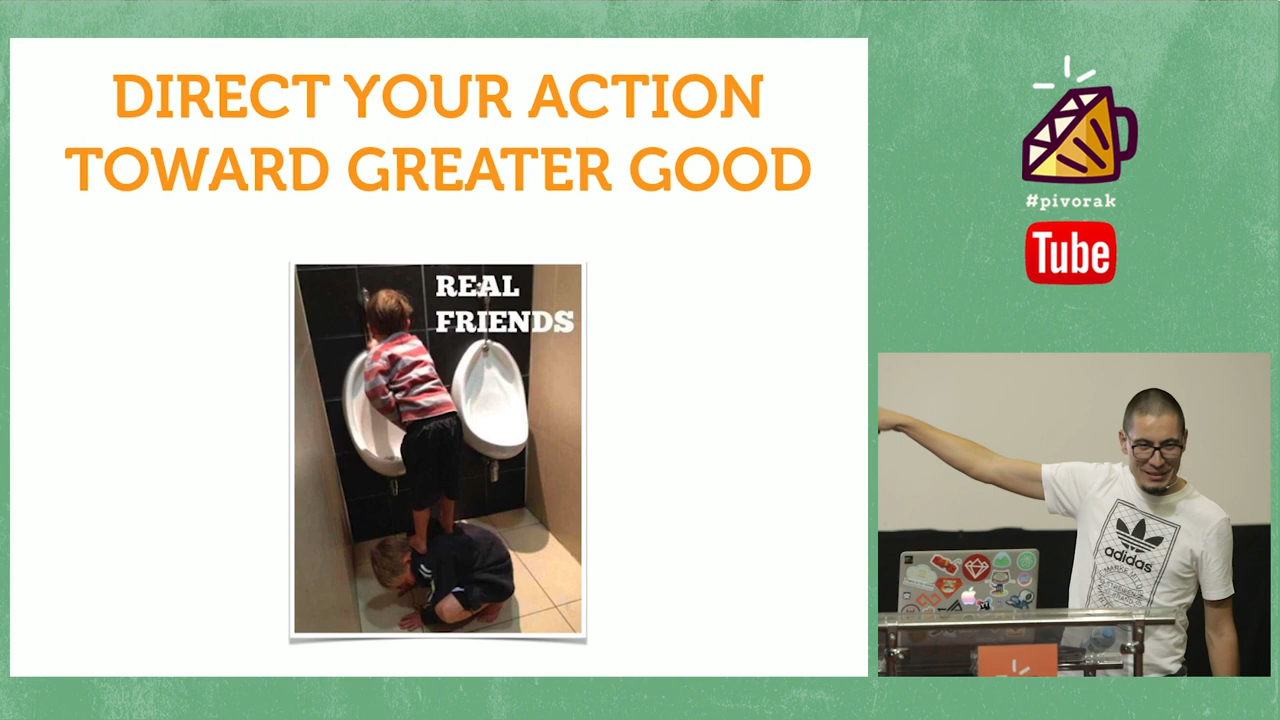 DIRECT YOUR ACTION
TOWARD GREATER GOOD
REAL
FRIENDS
#pivorak
Tube
adidas